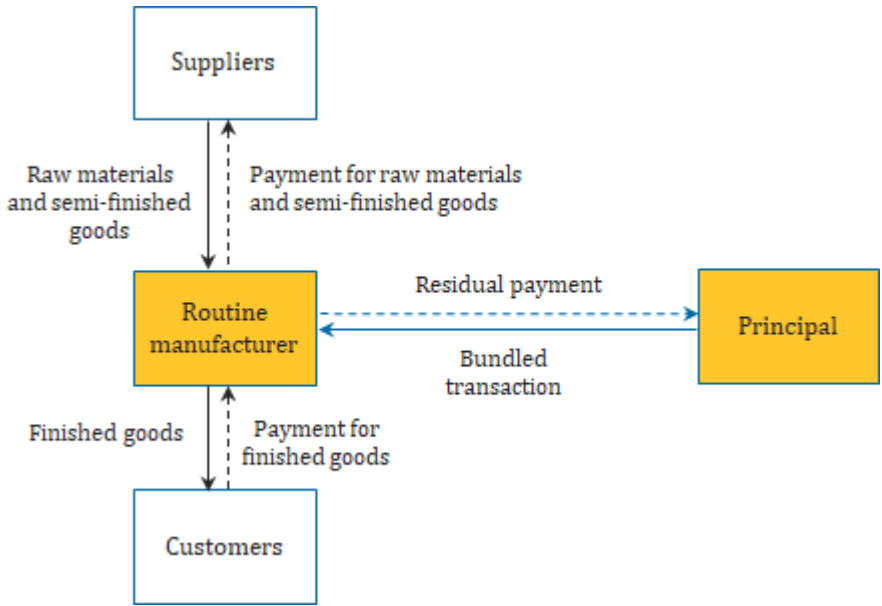 Suppliers
Raw materials
and semi-finished
goods
Payment for raw materials
and semi-finished goods
Routine
manufacturer
Residual payment
Bundled
transaction
Principal
Finished goods
Payment for
finished goods
Customers